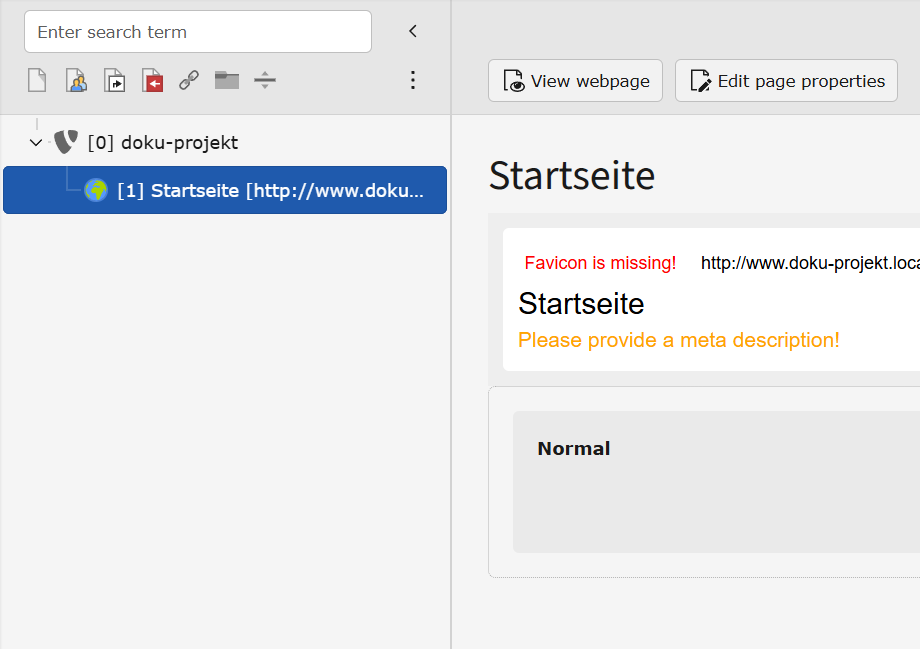 Enter search term
[0] doku-projekt
[1] Startseite [http://www.doku...
View webpage
Edit page properties
Startseite
Favicon is missing! http://www.doku-projekt.loca
Startseite
Please provide a meta description!
Normal